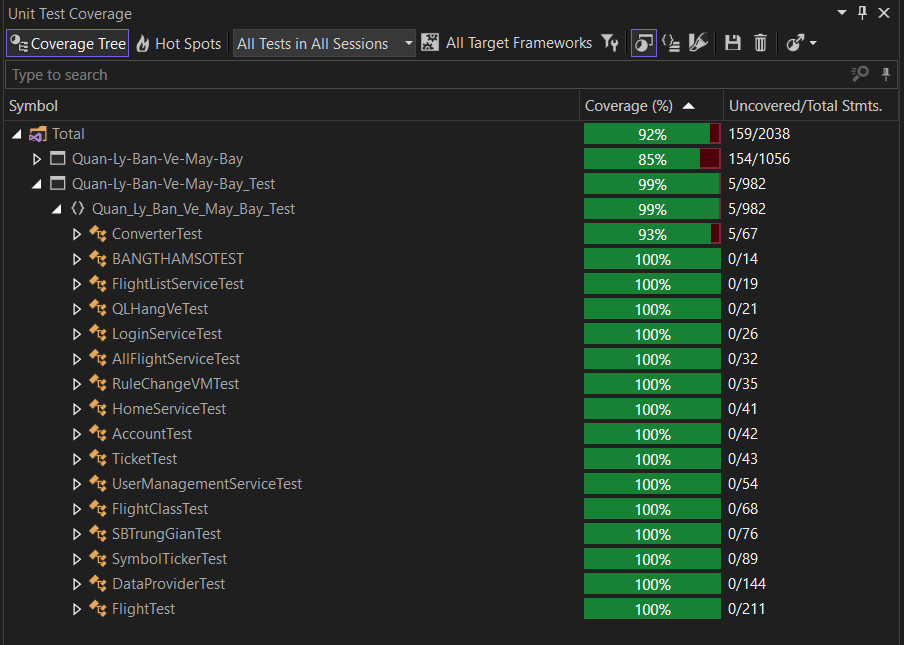 Unit Test Coverage
Coverage Tree Hot Spots All Tests in All Sessions All Target Frameworks
Type to search
Symbol Coverage (%) Uncovered/Total Stmts.
Total 92% 159/2038
Quan-Ly-Ban-Ve-May-Bay 85% 154/1056
Quan-Ly-Ban-Ve-May-Bay_Test 99% 5/982
Quan_Ly_Ban_Ve_May_Bay_Test 99% 5/982
ConverterTest 93% 5/67
BANGTHAMSOTEST 100% 0/14
FlightListServiceTest 100% 0/19
QLHangVeTest 100% 0/21
LoginServiceTest 100% 0/26
AllFlightServiceTest 100% 0/32
RuleChangeVMTest 100% 0/35
HomeServiceTest 100% 0/41
AccountTest 100% 0/42
TicketTest 100% 0/43
UserManagementServiceTest 100% 0/54
FlightClassTest 100% 0/68
SBTrungGianTest 100% 0/76
SymbolTickerTest 100% 0/89
DataProviderTest 100% 0/144
FlightTest 100% 0/211